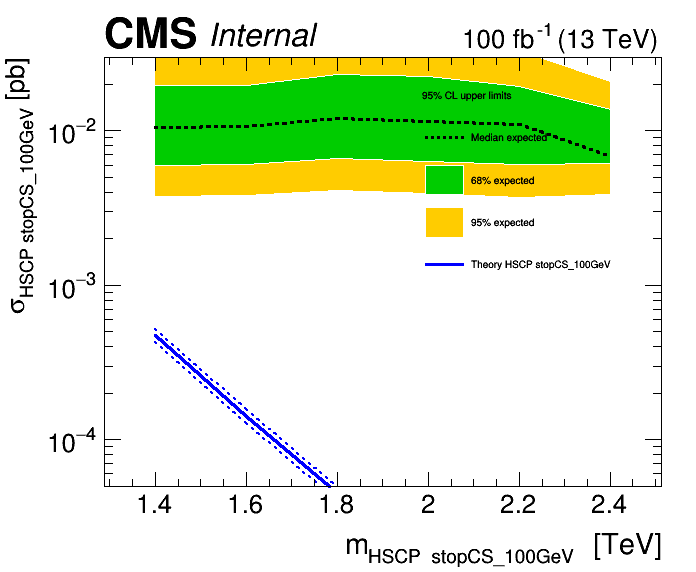 CMS Internal 100 fb-1 (13 TeV)
σHSCP stopCS_100GeV [pb]
95% CL upper limits
10-2
Median expected
68% expected
95% expected
Theory HSCP stopCS_100GeV
10-3
10-4
1.4 1.6 1.8 2 2.2 2.4
mHSCP stopCS_100GeV [TeV]